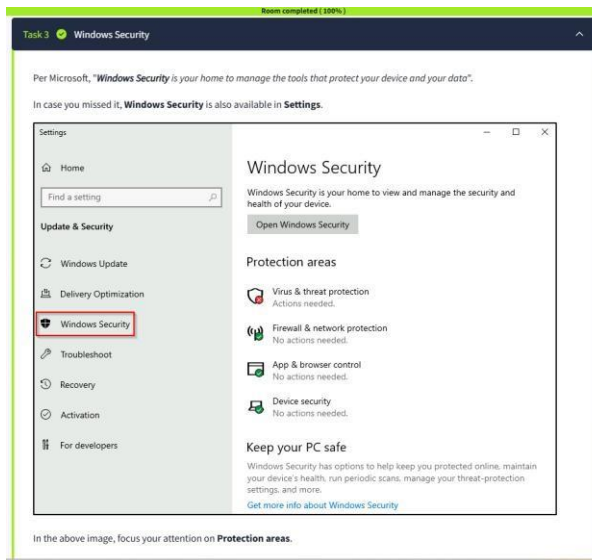 Room completed ( 100% )
Task 3 Windows Security
Per Microsoft, "Windows Security is your home to manage the tools that protect your device and your data".
In case you missed it, Windows Security is also available in Settings.
Settings
Home
Find a setting
Update & Security
Windows Update
Delivery Optimization
Windows Security
Troubleshoot
Recovery
Activation
For developers
Windows Security
Windows Security is your home to view and manage the security and
health of your device.
Open Windows Security
Protection areas
Virus & threat protection
Actions needed.
Firewall & network protection
No actions needed.
App & browser control
No actions needed.
Device security
No actions needed.
Keep your PC safe
Windows Security has options to help keep you protected online, maintain
your device's health, run periodic scans, manage your threat-protection
settings, and more.
Get more info about Windows Security
In the above image, focus your attention on Protection areas.